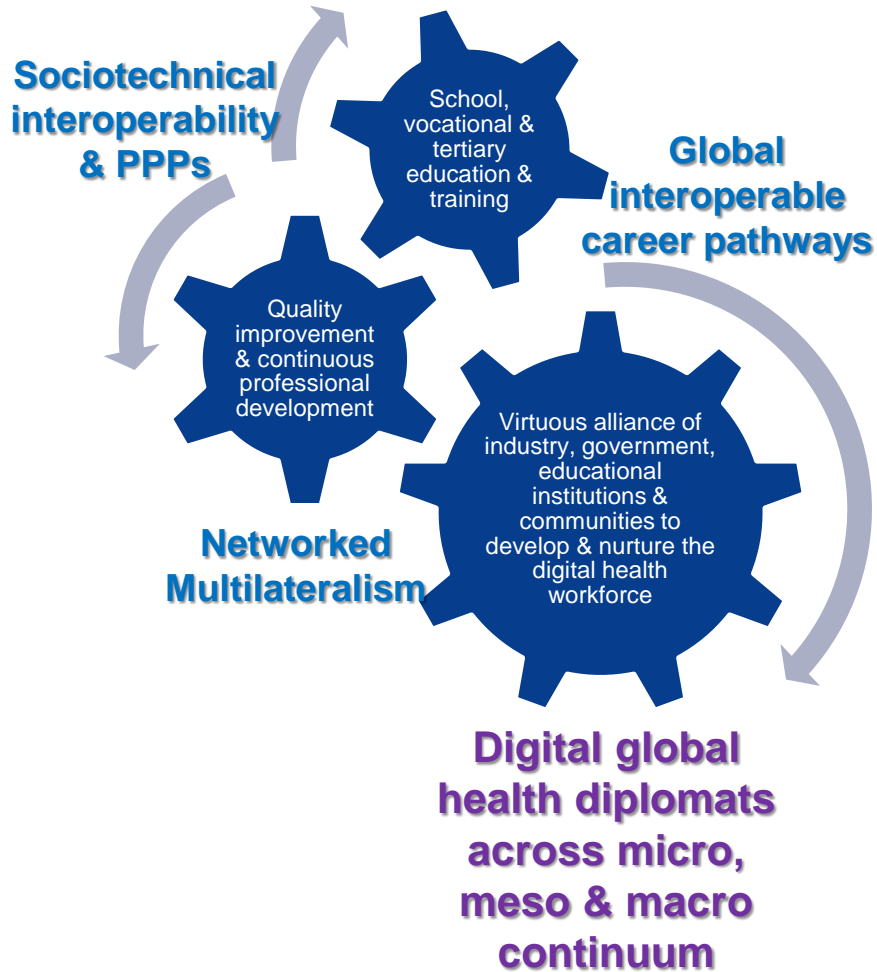 Sociotechnical
interoperability
& PPPs
School,
vocational &
tertiary
education &
training
Global
interoperable
career pathways
Quality
improvement
& continuous
professional
development
Virtuous alliance of
industry, government,
educational
institutions &
communities to
develop & nurture the
digital health
workforce
Networked
Multilateralism
Digital global
health diplomats
across micro,
meso & macro
continuum